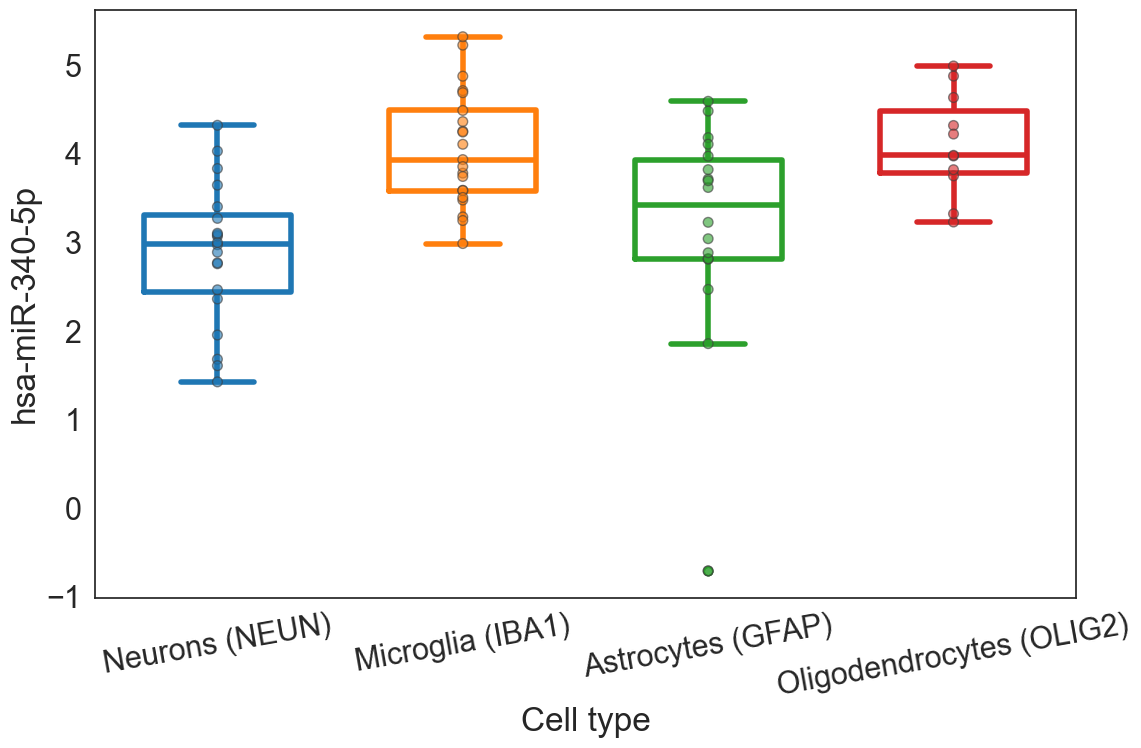 hsa-miR-340-5p
5
4
3
2
1
0
−1
Neurons (NEUN)
Microglia (IBA1)
Astrocytes (GFAP)
Oligodendrocytes (OLIG2)
Cell type